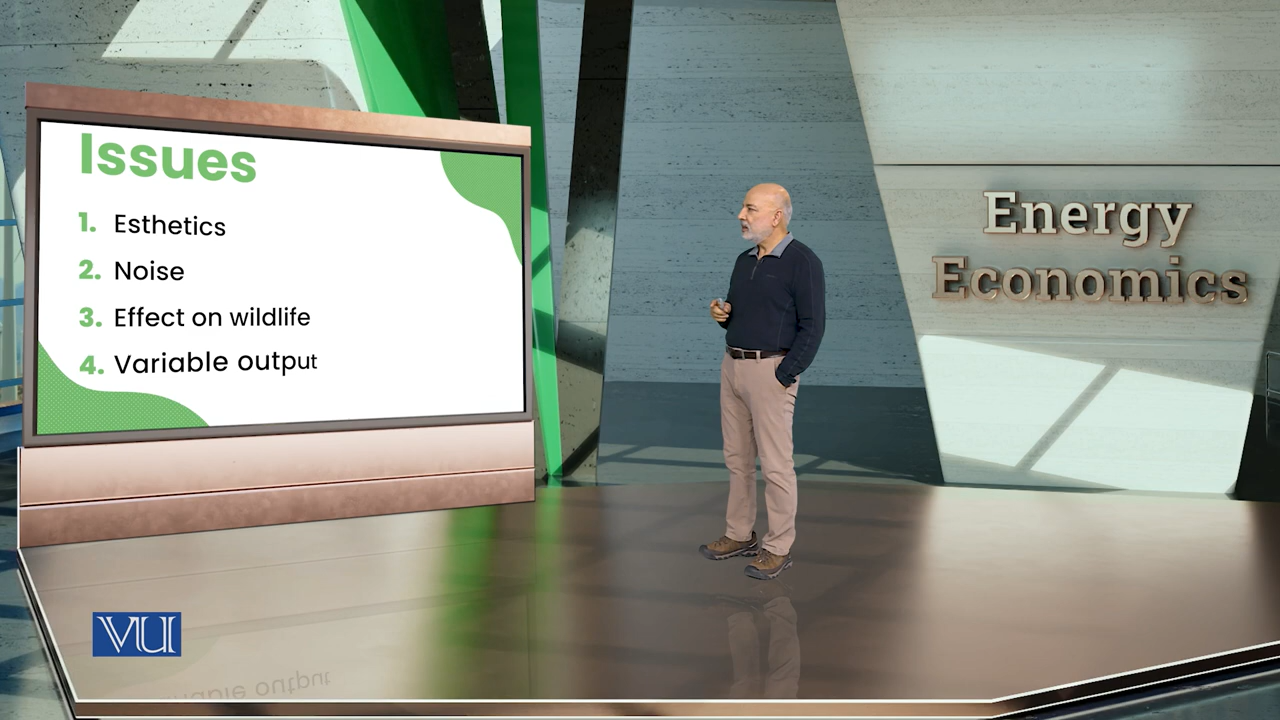 Issues
1. Esthetics
2. Noise
3. Effect on wildlife
4. Variable output
Energy
Economics
VU